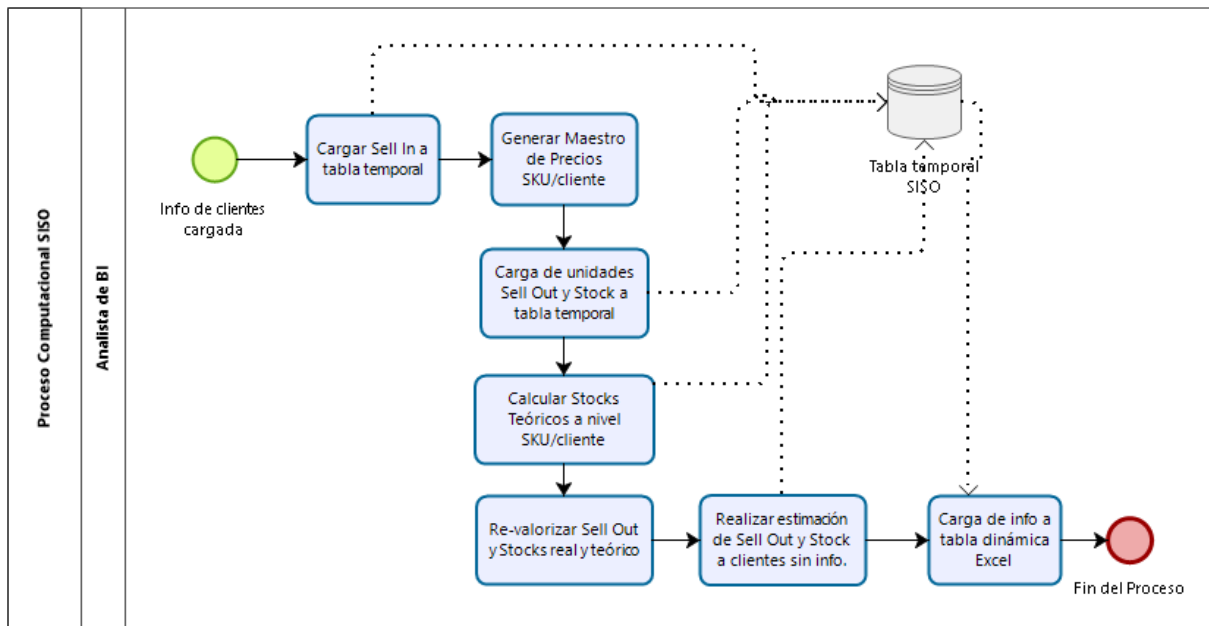 Proceso Computacional SISO
Analista de BI
Info de clientes
cargada
Cargar Sell In a
tabla temporal
Generar Maestro
de Precios
SKU/cliente
Tabla temporal
SISO
Carga de unidades
Sell Out y Stock a
tabla temporal
Calcular Stocks
Teóricos a nivel
SKU/cliente
Re-valorizar Sell Out
y Stocks real y teórico
Realizar estimación
de Sell Out y Stock
a clientes sin info.
Carga de info a
tabla dinámica
Excel
Fin del Proceso